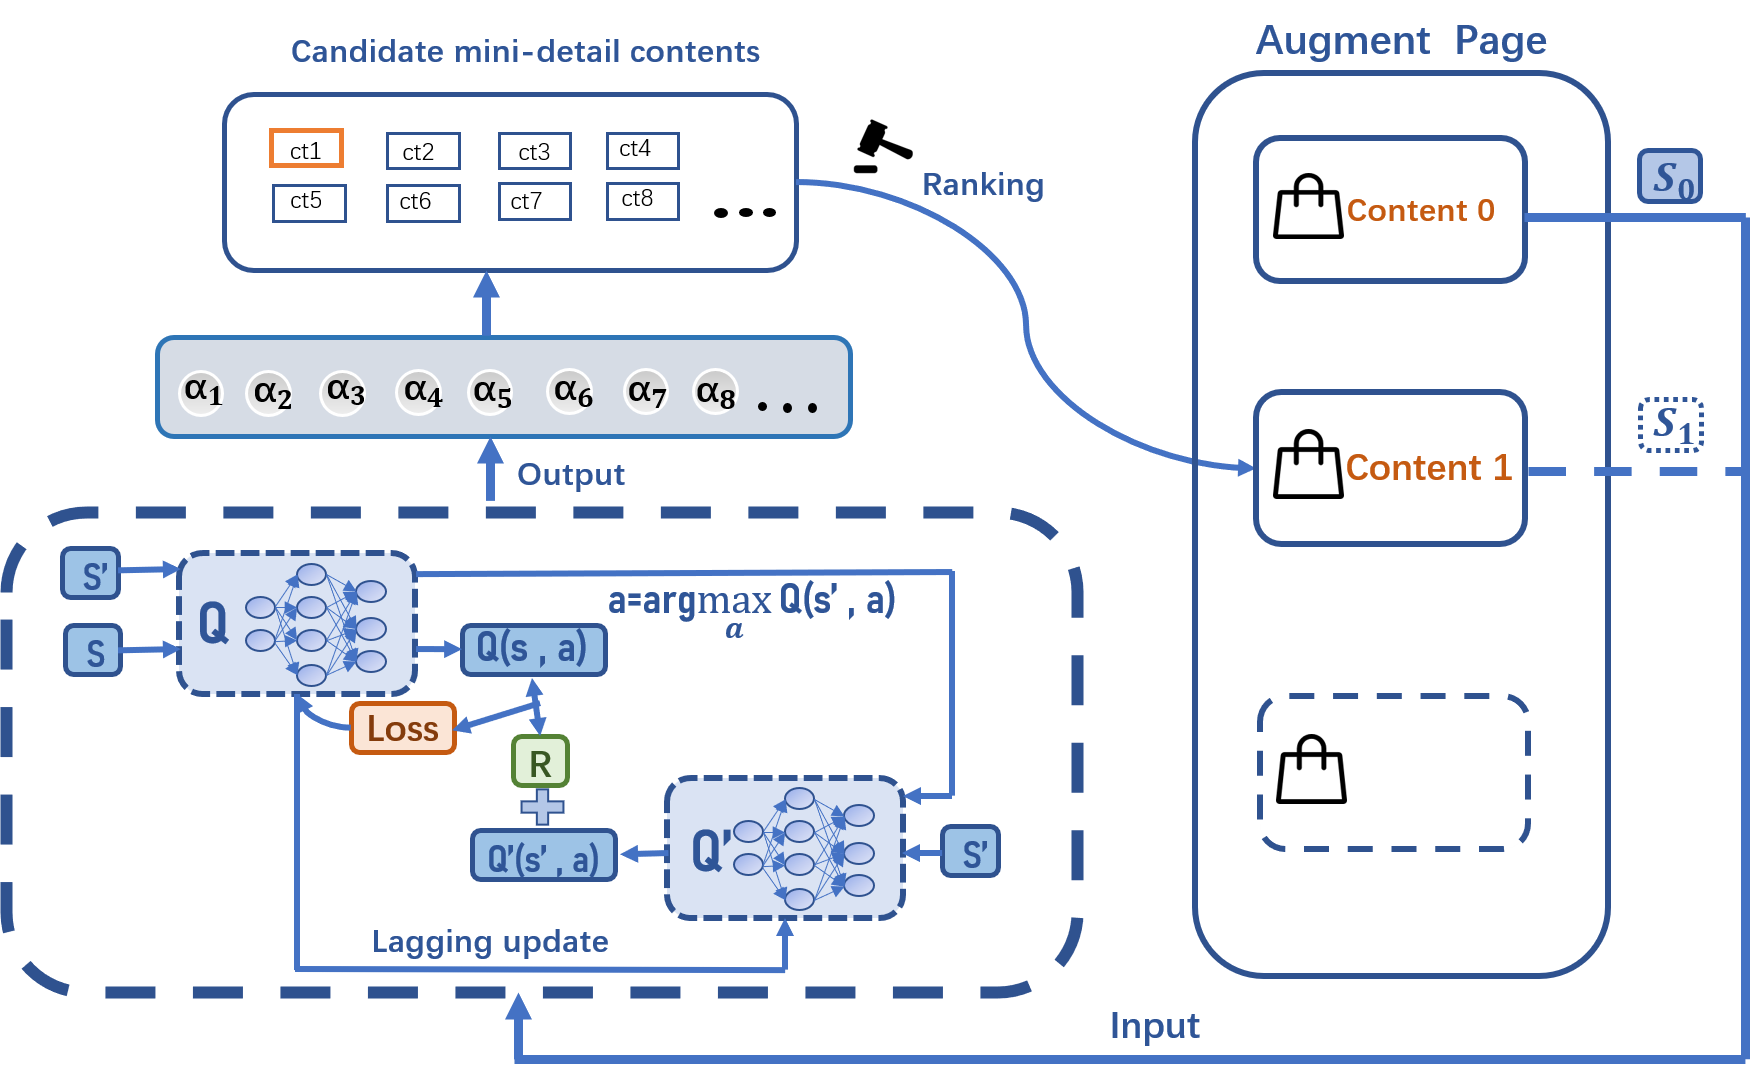 Candidate mini-detail contents
ct1 ct2 ct3 ct4
ct5 ct6 ct7 ct8 ...
Ranking
α₁ α₂ α₃ α₄ α₅ α₆ α₇ α₈ ...
Output
S’
S
Q
a=argmax Q(s’ , a)
a
Q(s , a)
Loss
R
Q’
Q’(s’ , a)
S’
Lagging update
Augment Page
Content 0
S₀
Content 1
S₁
Input